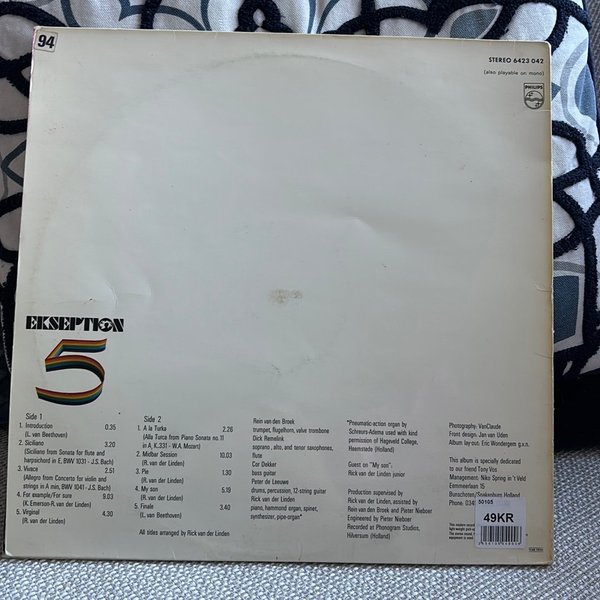 94
STEREO 6423 042
(also playable on mono)
PHILIPS
EKSEPTION
5
Side 1
1. Introduction 0.35
(L. van Beethoven)
2. Siciliano 3.20
(Siciliano from Sonata for flute and
harpsichord in E, BWV 1031 - J.S. Bach)
3. Vivace 2.51
(Allegro from Concerto for violin and
strings in A min, BWV 1041 - J.S. Bach)
4. For example/For sure 9.03
(K. Emerson-R. van der Linden)
5. Virginal 4.30
(R. van der Linden)
Side 2
1. A la Turka 2.26
(Alla Turca from Piano Sonata no. 11
in A, K.331 - W.A. Mozart)
2. Midbar Session 10.03
(R. van der Linden)
3. Pie 1.30
(R. van der Linden)
4. My son 5.19
(R. van der Linden)
5. Finale 3.40
(L. van Beethoven)
All titles arranged by Rick van der Linden
Rein van den Broek
trumpet, flugelhorn, valve trombone
Dick Remelink
soprano-, alto, and tenor saxophones,
flute
Cor Dekker
bass guitar
Peter de Leeuwe
drums, percussion, 12-string guitar
Rick van der Linden
piano, hammond organ, spinet,
synthesizer, pipe-organ*
*Pneumatic-action organ by
Schreurs-Adema used with kind
permission of Hageveld College,
Heemstede (Holland)
Guest on "My son":
Rick van der Linden junior
Production supervised by
Rick van der Linden, assisted by
Rein van den Broek and Pieter Nieboer
Engineered by Pieter Nieboer
Recorded at Phonogram Studios,
Hilversum (Holland)
Photography: VanClaude
Front design: Jan van Uden
Album lay-out: Eric Wondergem g.v.n.
This album is specially dedicated
to our friend Tony Vos
Management: Niko Spring in 't Veld
Eemmerlaan 15
Bunschoten/Spakenburg Holland
Phone: 034
50165
49KR